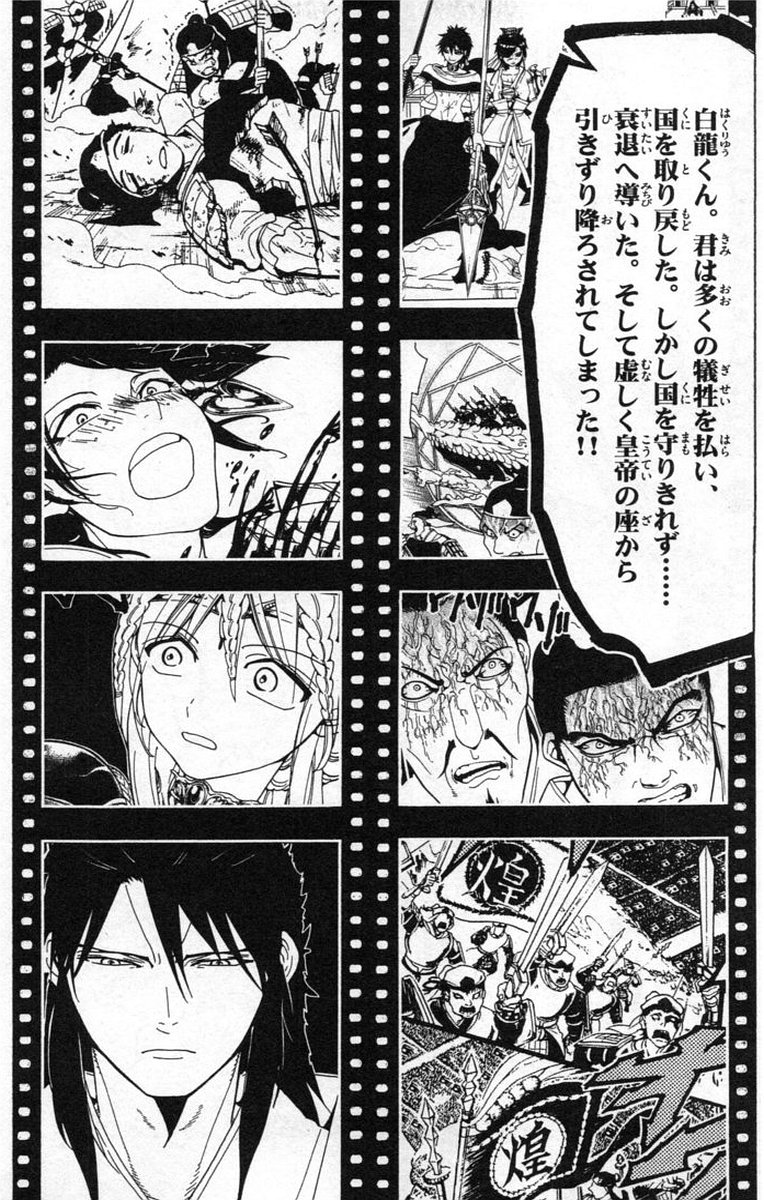 白龍くん。君は多くの犠牲を払い、
国を取り戻した。しかし国を守りきれず……
衰退へ導いた。そして虚しく皇帝の座から
引きずり降ろされてしまった!!
煌
煌